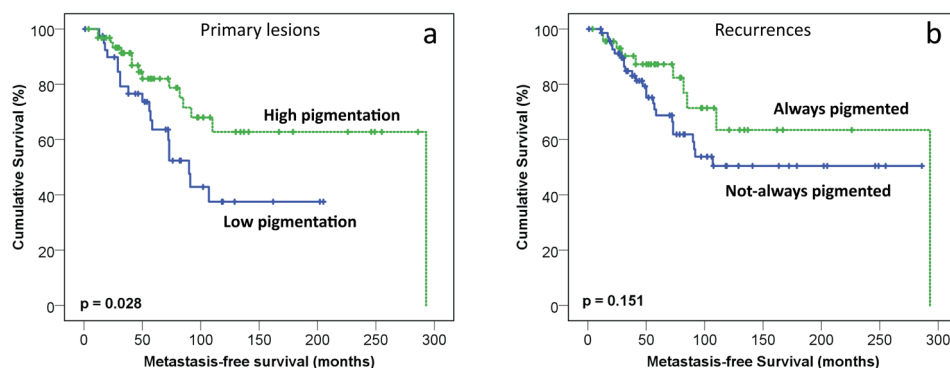 Primary lesions
a
Cumulative Survival (%)
100
80
60
40
20
0
High pigmentation
Low pigmentation
p = 0.028
0 50 100 150 200 250 300
Metastasis-free survival (months)
Recurrences
b
Cumulative Survival (%)
100
80
60
40
20
0
Always pigmented
Not-always pigmented
p = 0.151
0 50 100 150 200 250 300
Metastasis-free Survival (months)